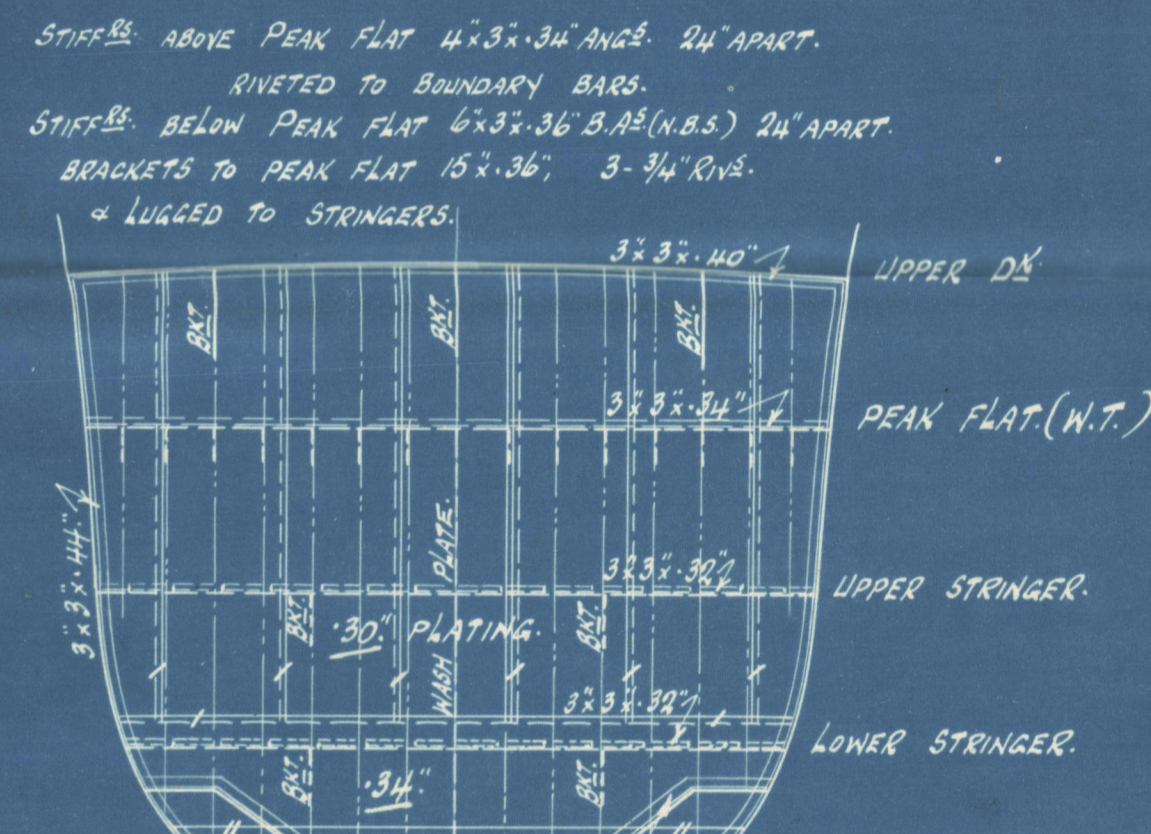 STIFFRS. ABOVE PEAK FLAT 4"x3"x.34" ANGS. 24" APART.
RIVETED TO BOUNDARY BARS.
STIFFRS. BELOW PEAK FLAT 6"x3"x.36" B.AS.(N.B.S.) 24" APART.
BRACKETS TO PEAK FLAT 15"x.36", 3-3/4" RIVS.
& LUGGED TO STRINGERS.
3"x3"x.40"
UPPER DK.
BKT.
BKT.
BKT.
3"x3"x.34"
PEAK FLAT.(W.T.)
3"x3"x.44"
WASH PLATE.
3"x3"x.32"
UPPER STRINGER.
BKT.
.30" PLATING.
BKT.
3"x3"x.32"
LOWER STRINGER.
BKT.
.34"
BKT.